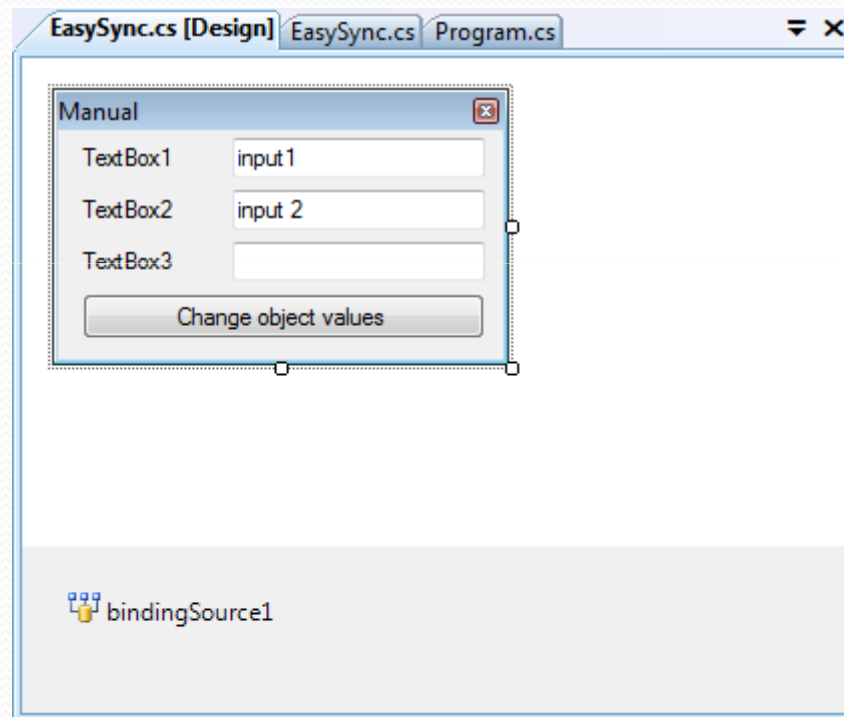 EasySync.cs [Design] EasySync.cs Program.cs
Manual
TextBox1 input1
TextBox2 input 2
TextBox3
Change object values
bindingSource1